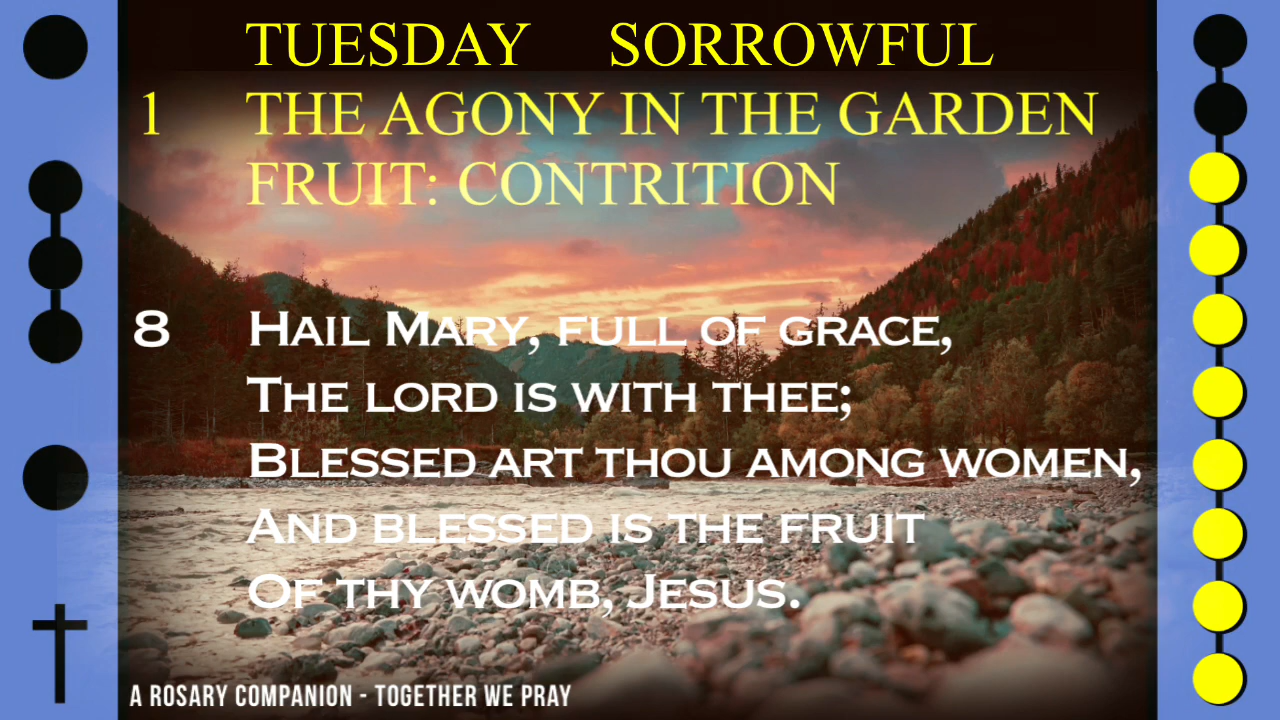 TUESDAY SORROWFUL
1 THE AGONY IN THE GARDEN
FRUIT: CONTRITION
8 HAIL MARY, FULL OF GRACE,
THE LORD IS WITH THEE;
BLESSED ART THOU AMONG WOMEN,
AND BLESSED IS THE FRUIT
OF THY WOMB, JESUS.
A ROSARY COMPANION - TOGETHER WE PRAY